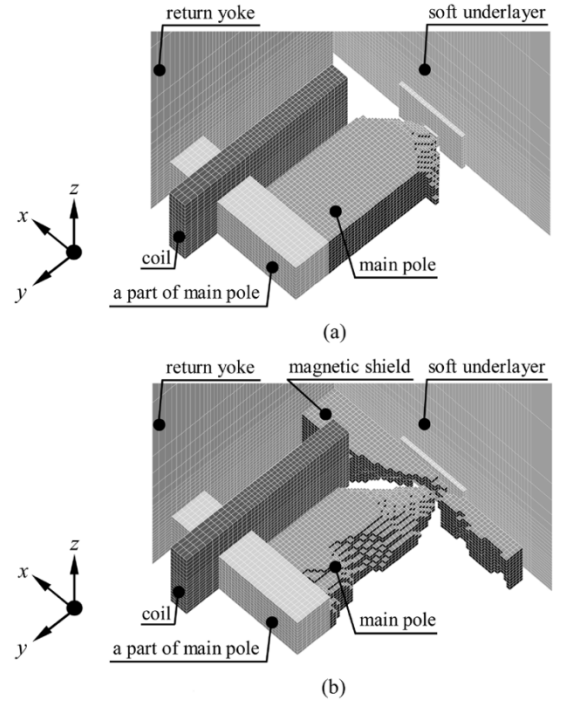 return yoke
soft underlayer
z
x
y
coil
main pole
a part of main pole
(a)
return yoke
magnetic shield
soft underlayer
z
x
y
coil
main pole
a part of main pole
(b)